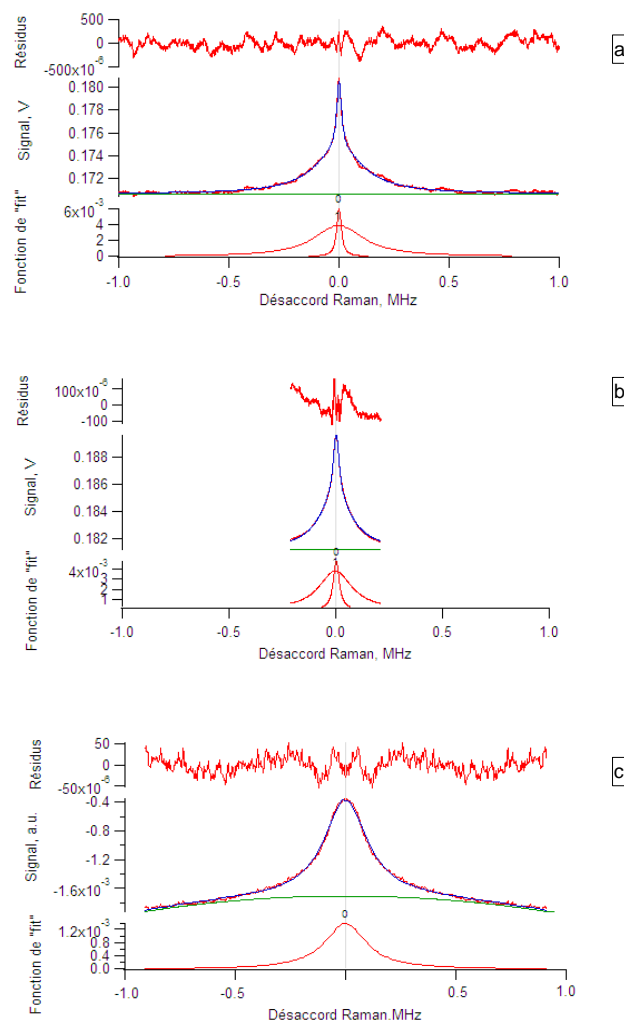 a
Résidus
500
0
-500x10⁻⁶
Signal, V
0.180
0.178
0.176
0.174
0.172
0
1
Fonction de "fit"
6x10⁻³
4
2
0
-1.0 -0.5 0.0 0.5 1.0
Désaccord Raman, MHz
b
Résidus
100x10⁻⁶
0
-100
Signal, V
0.188
0.186
0.184
0.182
0
1
Fonction de "fit"
4x10⁻³
3
2
1
-1.0 -0.5 0.0 0.5 1.0
Désaccord Raman, MHz
c
Résidus
50
0
-50x10⁻⁶
Signal, a.u.
-0.4
-0.8
-1.2
-1.6x10⁻³
0
Fonction de "fit"
1.2x10⁻³
0.8
0.4
0.0
-1.0 -0.5 0.0 0.5 1.0
Désaccord Raman.MHz